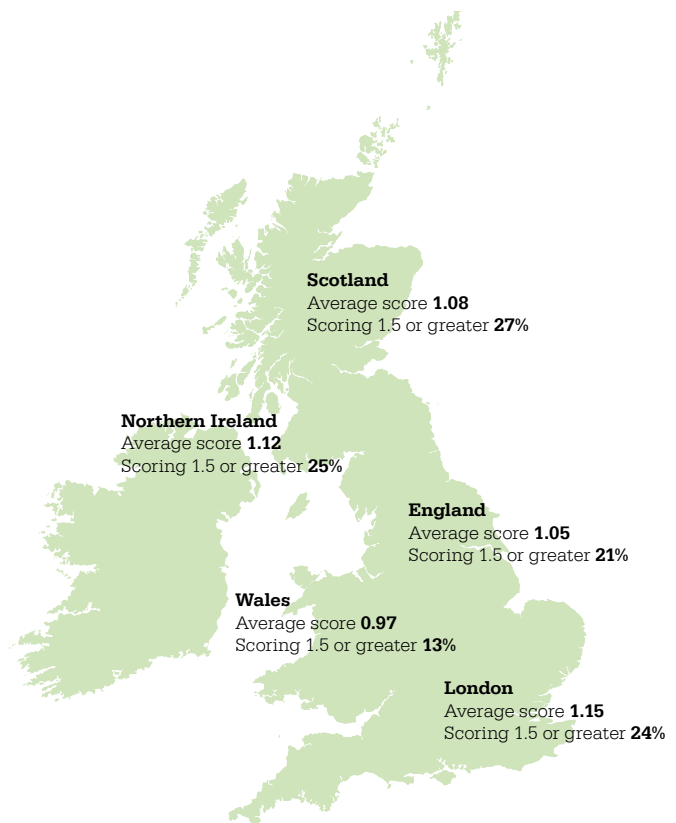 Scotland
Average score 1.08
Scoring 1.5 or greater 27%
Northern Ireland
Average score 1.12
Scoring 1.5 or greater 25%
England
Average score 1.05
Scoring 1.5 or greater 21%
Wales
Average score 0.97
Scoring 1.5 or greater 13%
London
Average score 1.15
Scoring 1.5 or greater 24%